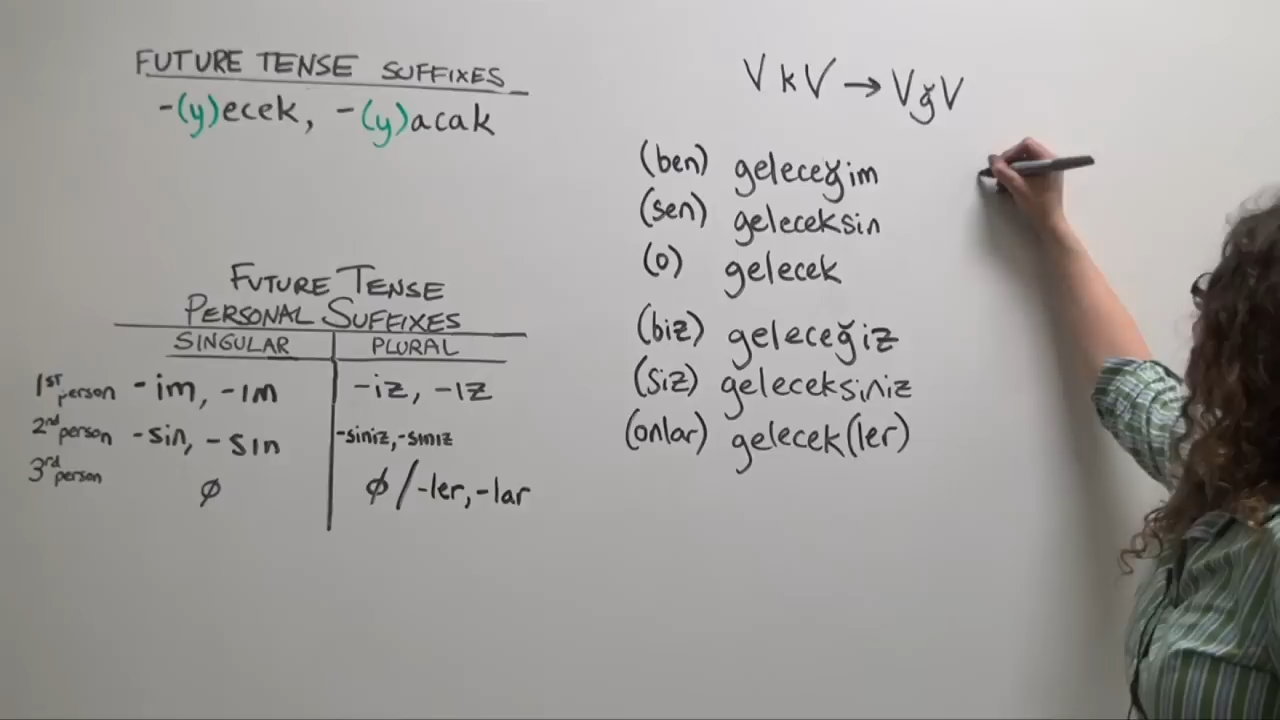 FUTURE TENSE SUFFIXES
-(y)ecek, -(y)acak
FUTURE TENSE
PERSONAL SUFFIXES
SINGULAR PLURAL
1ST person -im, -ım -iz, -ız
2nd person -sin, -sın -siniz, -sınız
3rd person ø ø/-ler, -lar
VkV → VğV
(ben) geleceğim
(sen) geleceksin
(o) gelecek
(biz) geleceğiz
(siz) geleceksiniz
(onlar) gelecek(ler)